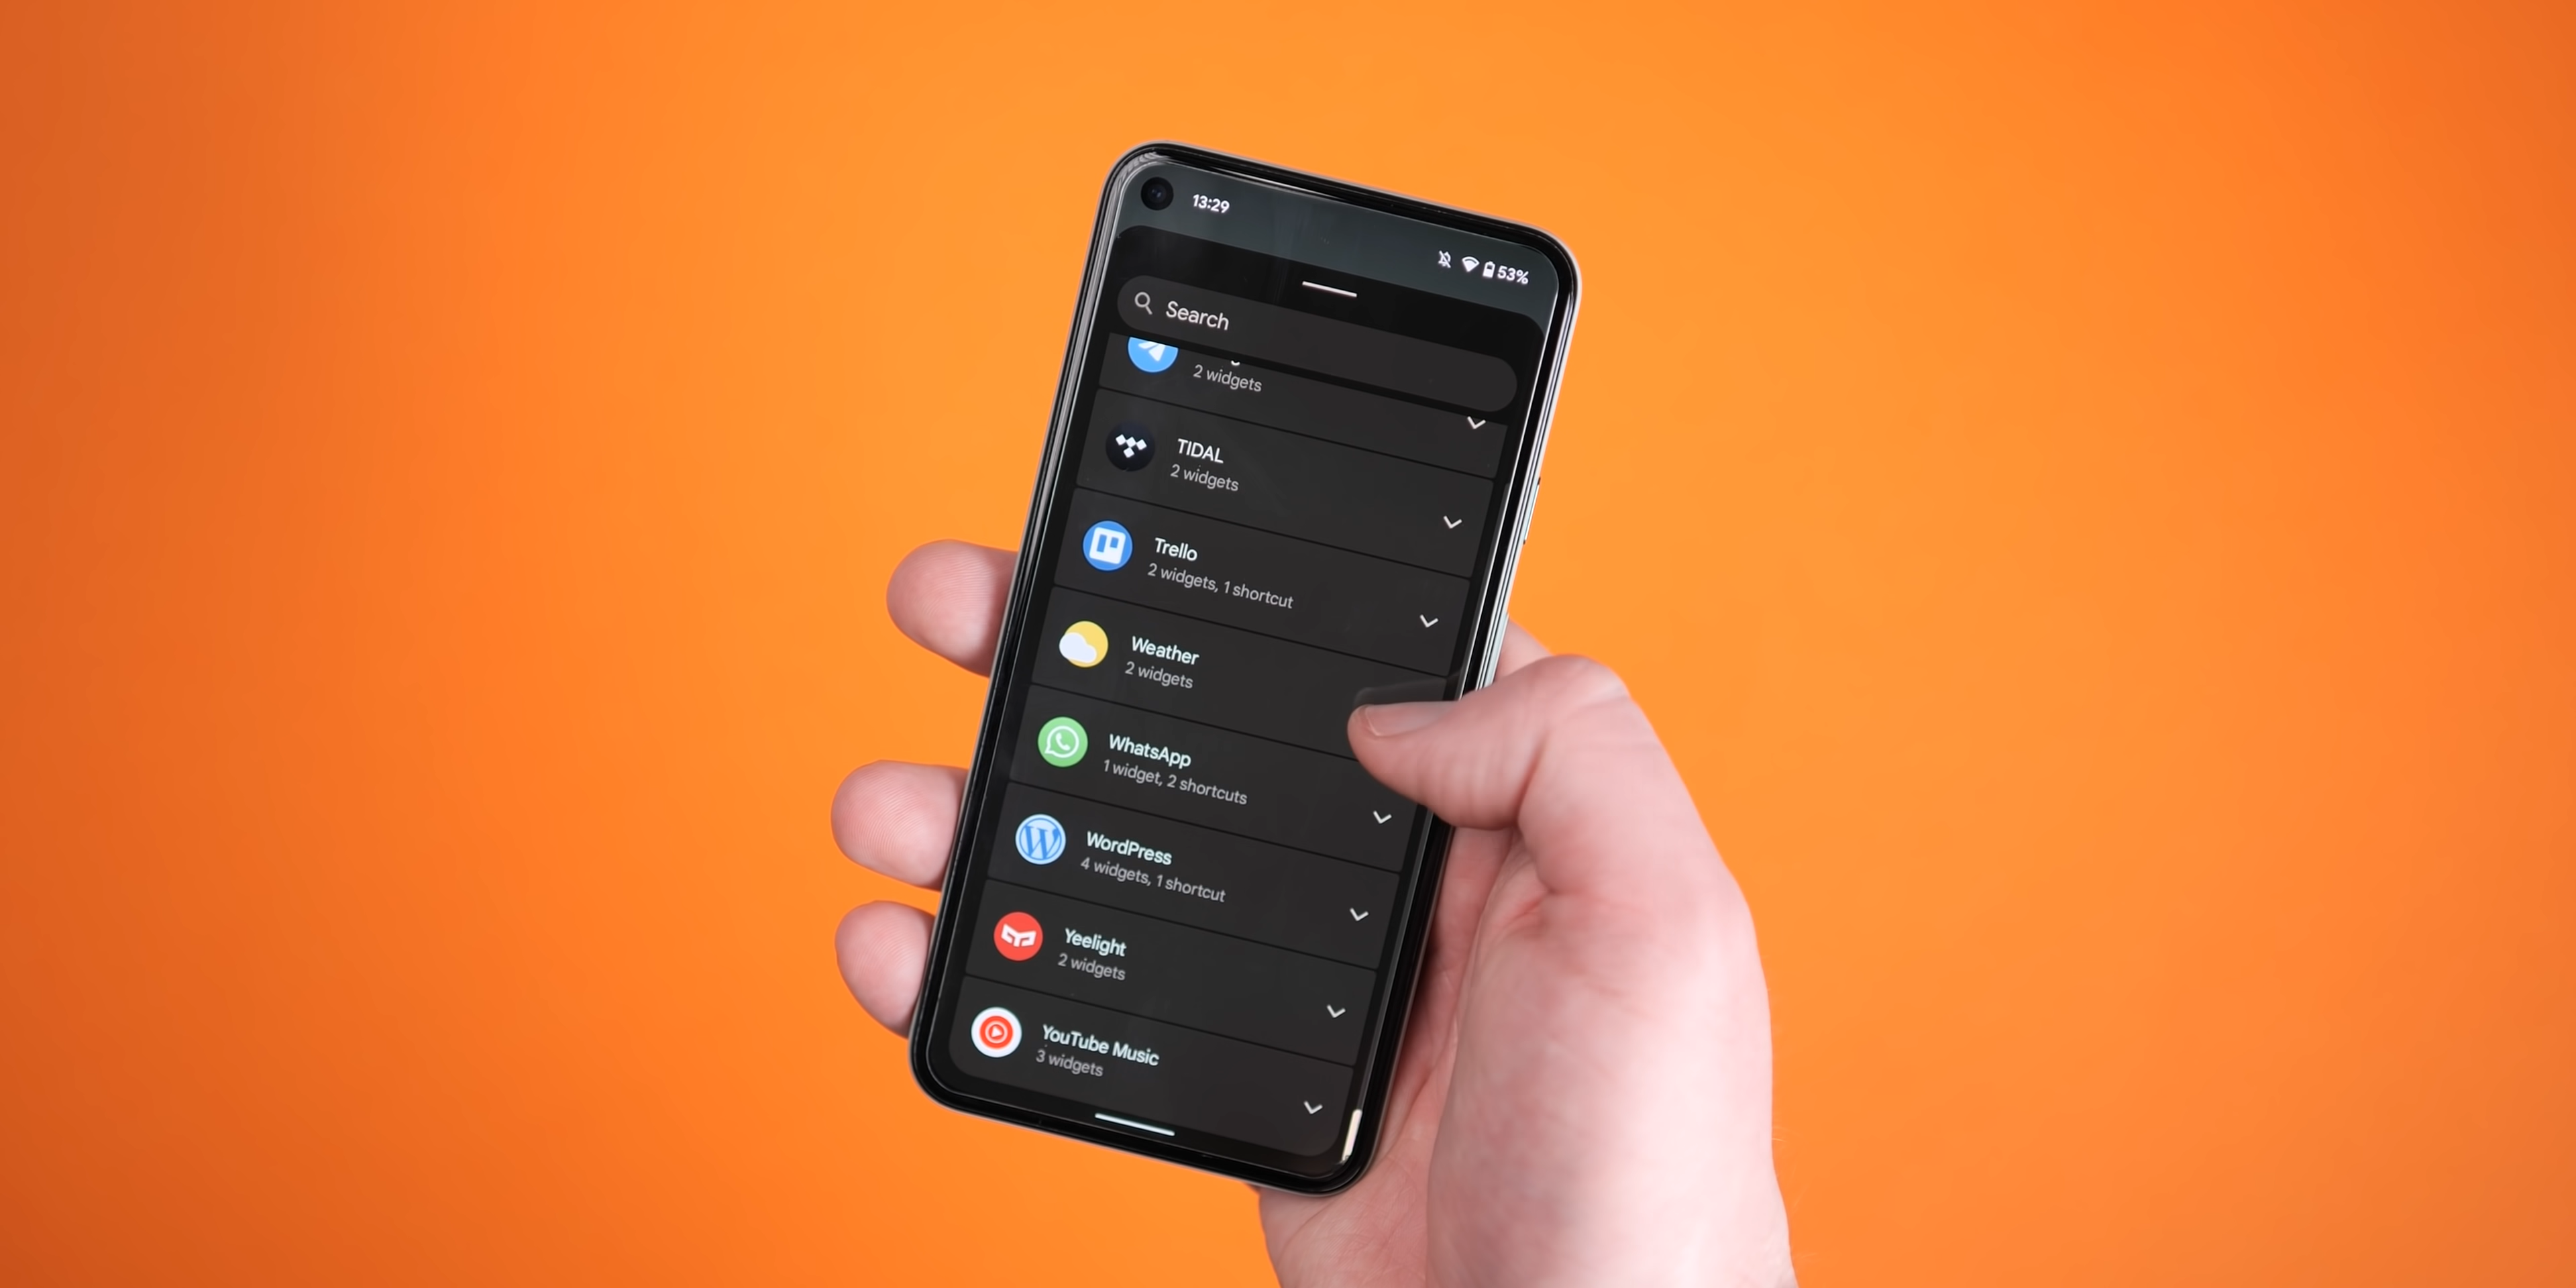 13:29
53%
Search
2 widgets
TIDAL
2 widgets
Trello
2 widgets, 1 shortcut
Weather
2 widgets
WhatsApp
1 widget, 2 shortcuts
WordPress
4 widgets, 1 shortcut
Yeelight
2 widgets
YouTube Music
3 widgets